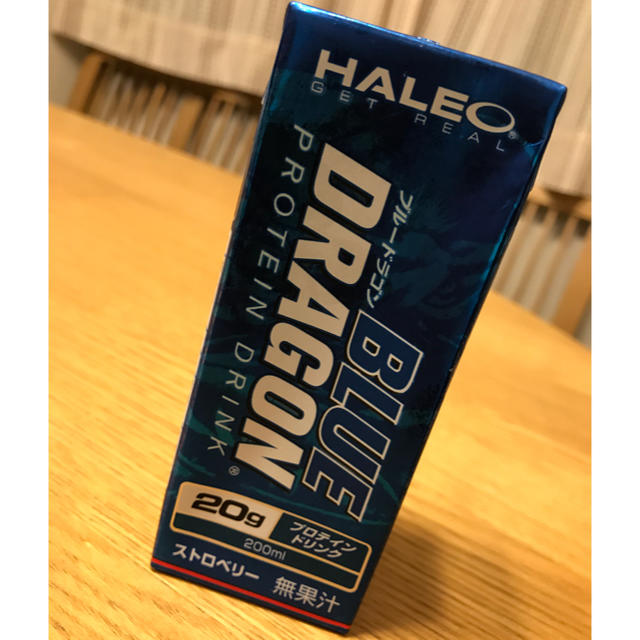 HALEO®
GET REAL
ブルードラゴン
BLUE
DRAGON®
PROTEIN DRINK
20g
200ml
プロテイン
ドリンク
ストロベリー 無果汁